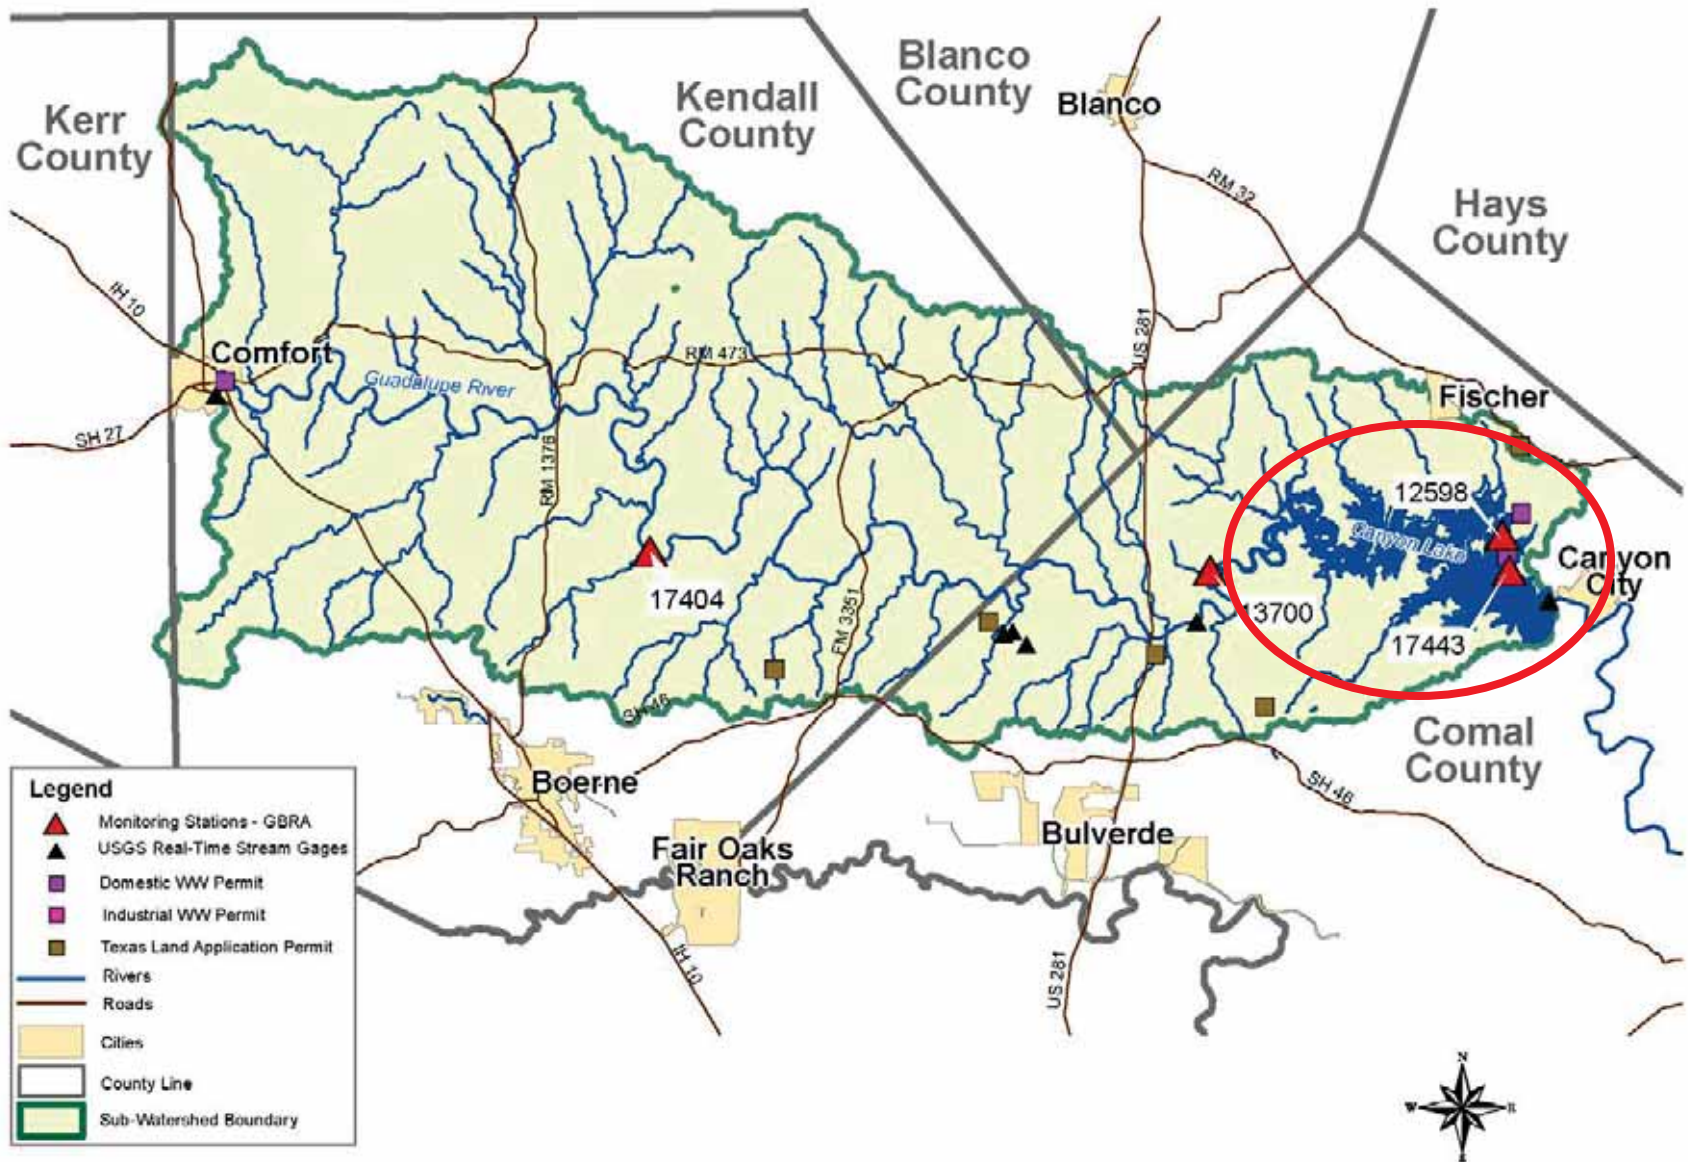 Blanco
County
Kendall
County
Kerr
County
Blanco
RM 32
Hays
County
IH 10
US 281
Comfort
RM 473
Guadalupe River
Fischer
SH 27
RM 1376
12598
Canyon Lake
Canyon
City
17404
13700
FM 3351
17443
SH 46
Comal
County
Boerne
SH 46
Bulverde
Fair Oaks
Ranch
IH 10
US 281
Legend
Monitoring Stations - GBRA
USGS Real-Time Stream Gages
Domestic WW Permit
Industrial WW Permit
Texas Land Application Permit
Rivers
Roads
Cities
County Line
Sub-Watershed Boundary
N
W
S